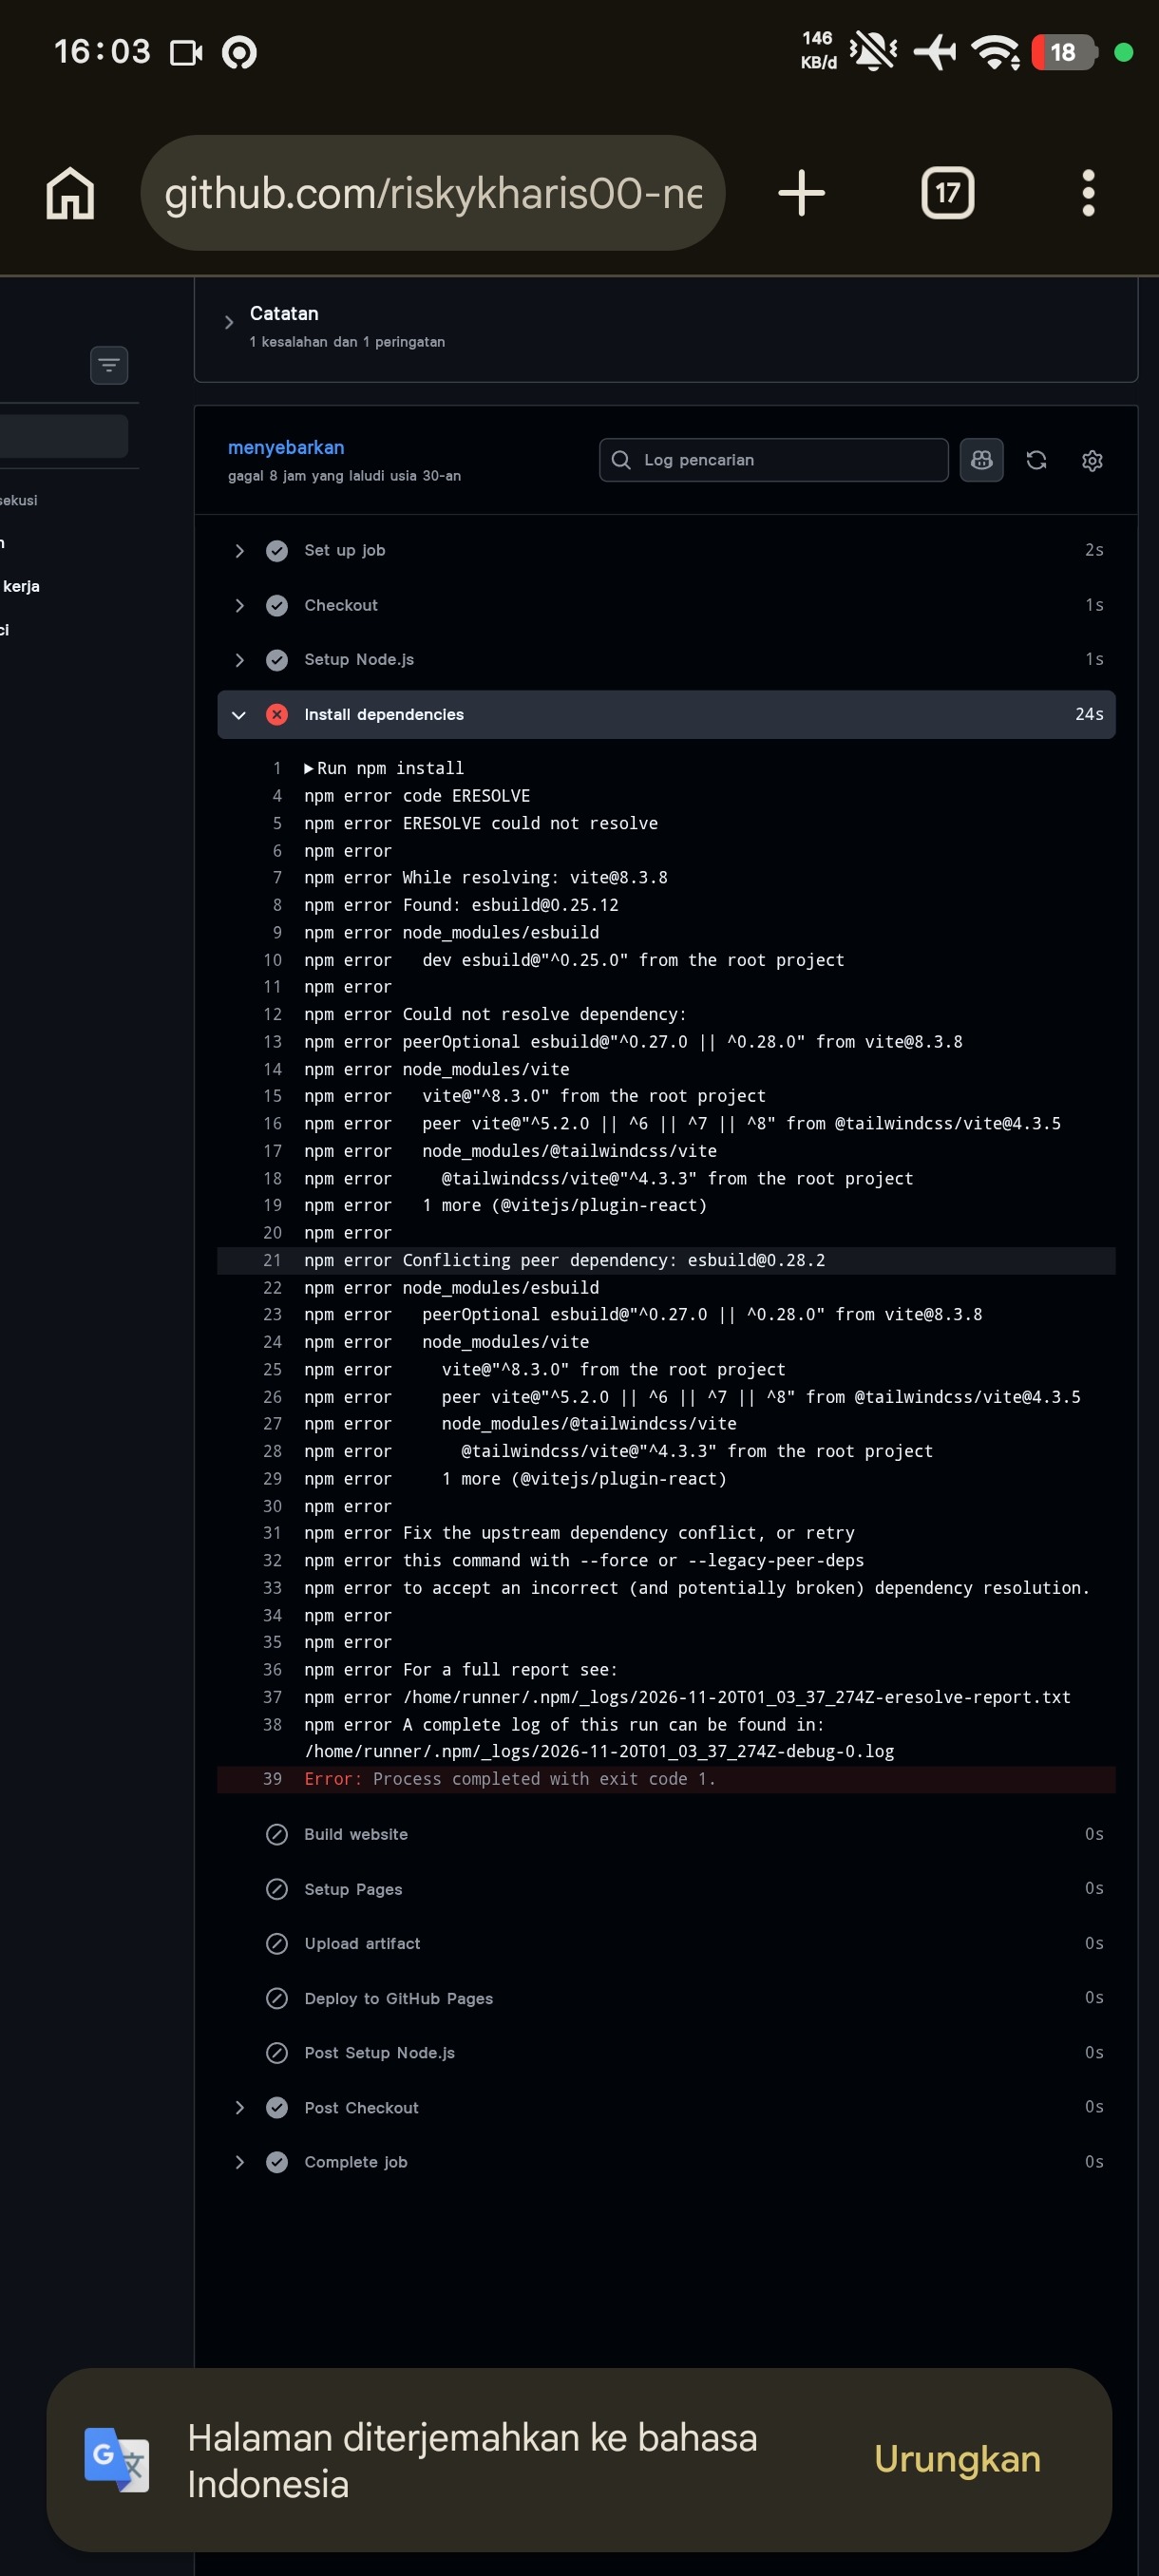 16:03
146
KB/d
18
github.com/riskykharis00-ne
17
Catatan
1 kesalahan dan 1 peringatan
menyebarkan
gagal 8 jam yang laludi usia 30-an
Log pencarian
sekusi
n
kerja
ci
Set up job 2s
Checkout 1s
Setup Node.js 1s
Install dependencies 24s
1 ▶Run npm install
4 npm error code ERESOLVE
5 npm error ERESOLVE could not resolve
6 npm error
7 npm error While resolving: vite@8.3.8
8 npm error Found: esbuild@0.25.12
9 npm error node_modules/esbuild
10 npm error   dev esbuild@"^0.25.0" from the root project
11 npm error
12 npm error Could not resolve dependency:
13 npm error peerOptional esbuild@"^0.27.0 || ^0.28.0" from vite@8.3.8
14 npm error node_modules/vite
15 npm error   vite@"^8.3.0" from the root project
16 npm error   peer vite@"^5.2.0 || ^6 || ^7 || ^8" from @tailwindcss/vite@4.3.5
17 npm error   node_modules/@tailwindcss/vite
18 npm error     @tailwindcss/vite@"^4.3.3" from the root project
19 npm error   1 more (@vitejs/plugin-react)
20 npm error
21 npm error Conflicting peer dependency: esbuild@0.28.2
22 npm error node_modules/esbuild
23 npm error   peerOptional esbuild@"^0.27.0 || ^0.28.0" from vite@8.3.8
24 npm error   node_modules/vite
25 npm error     vite@"^8.3.0" from the root project
26 npm error     peer vite@"^5.2.0 || ^6 || ^7 || ^8" from @tailwindcss/vite@4.3.5
27 npm error     node_modules/@tailwindcss/vite
28 npm error       @tailwindcss/vite@"^4.3.3" from the root project
29 npm error     1 more (@vitejs/plugin-react)
30 npm error
31 npm error Fix the upstream dependency conflict, or retry
32 npm error this command with --force or --legacy-peer-deps
33 npm error to accept an incorrect (and potentially broken) dependency resolution.
34 npm error
35 npm error
36 npm error For a full report see:
37 npm error /home/runner/.npm/_logs/2026-11-20T01_03_37_274Z-eresolve-report.txt
38 npm error A complete log of this run can be found in:
/home/runner/.npm/_logs/2026-11-20T01_03_37_274Z-debug-0.log
39 Error: Process completed with exit code 1.
Build website 0s
Setup Pages 0s
Upload artifact 0s
Deploy to GitHub Pages 0s
Post Setup Node.js 0s
Post Checkout 0s
Complete job 0s
Halaman diterjemahkan ke bahasa
Indonesia
Urungkan